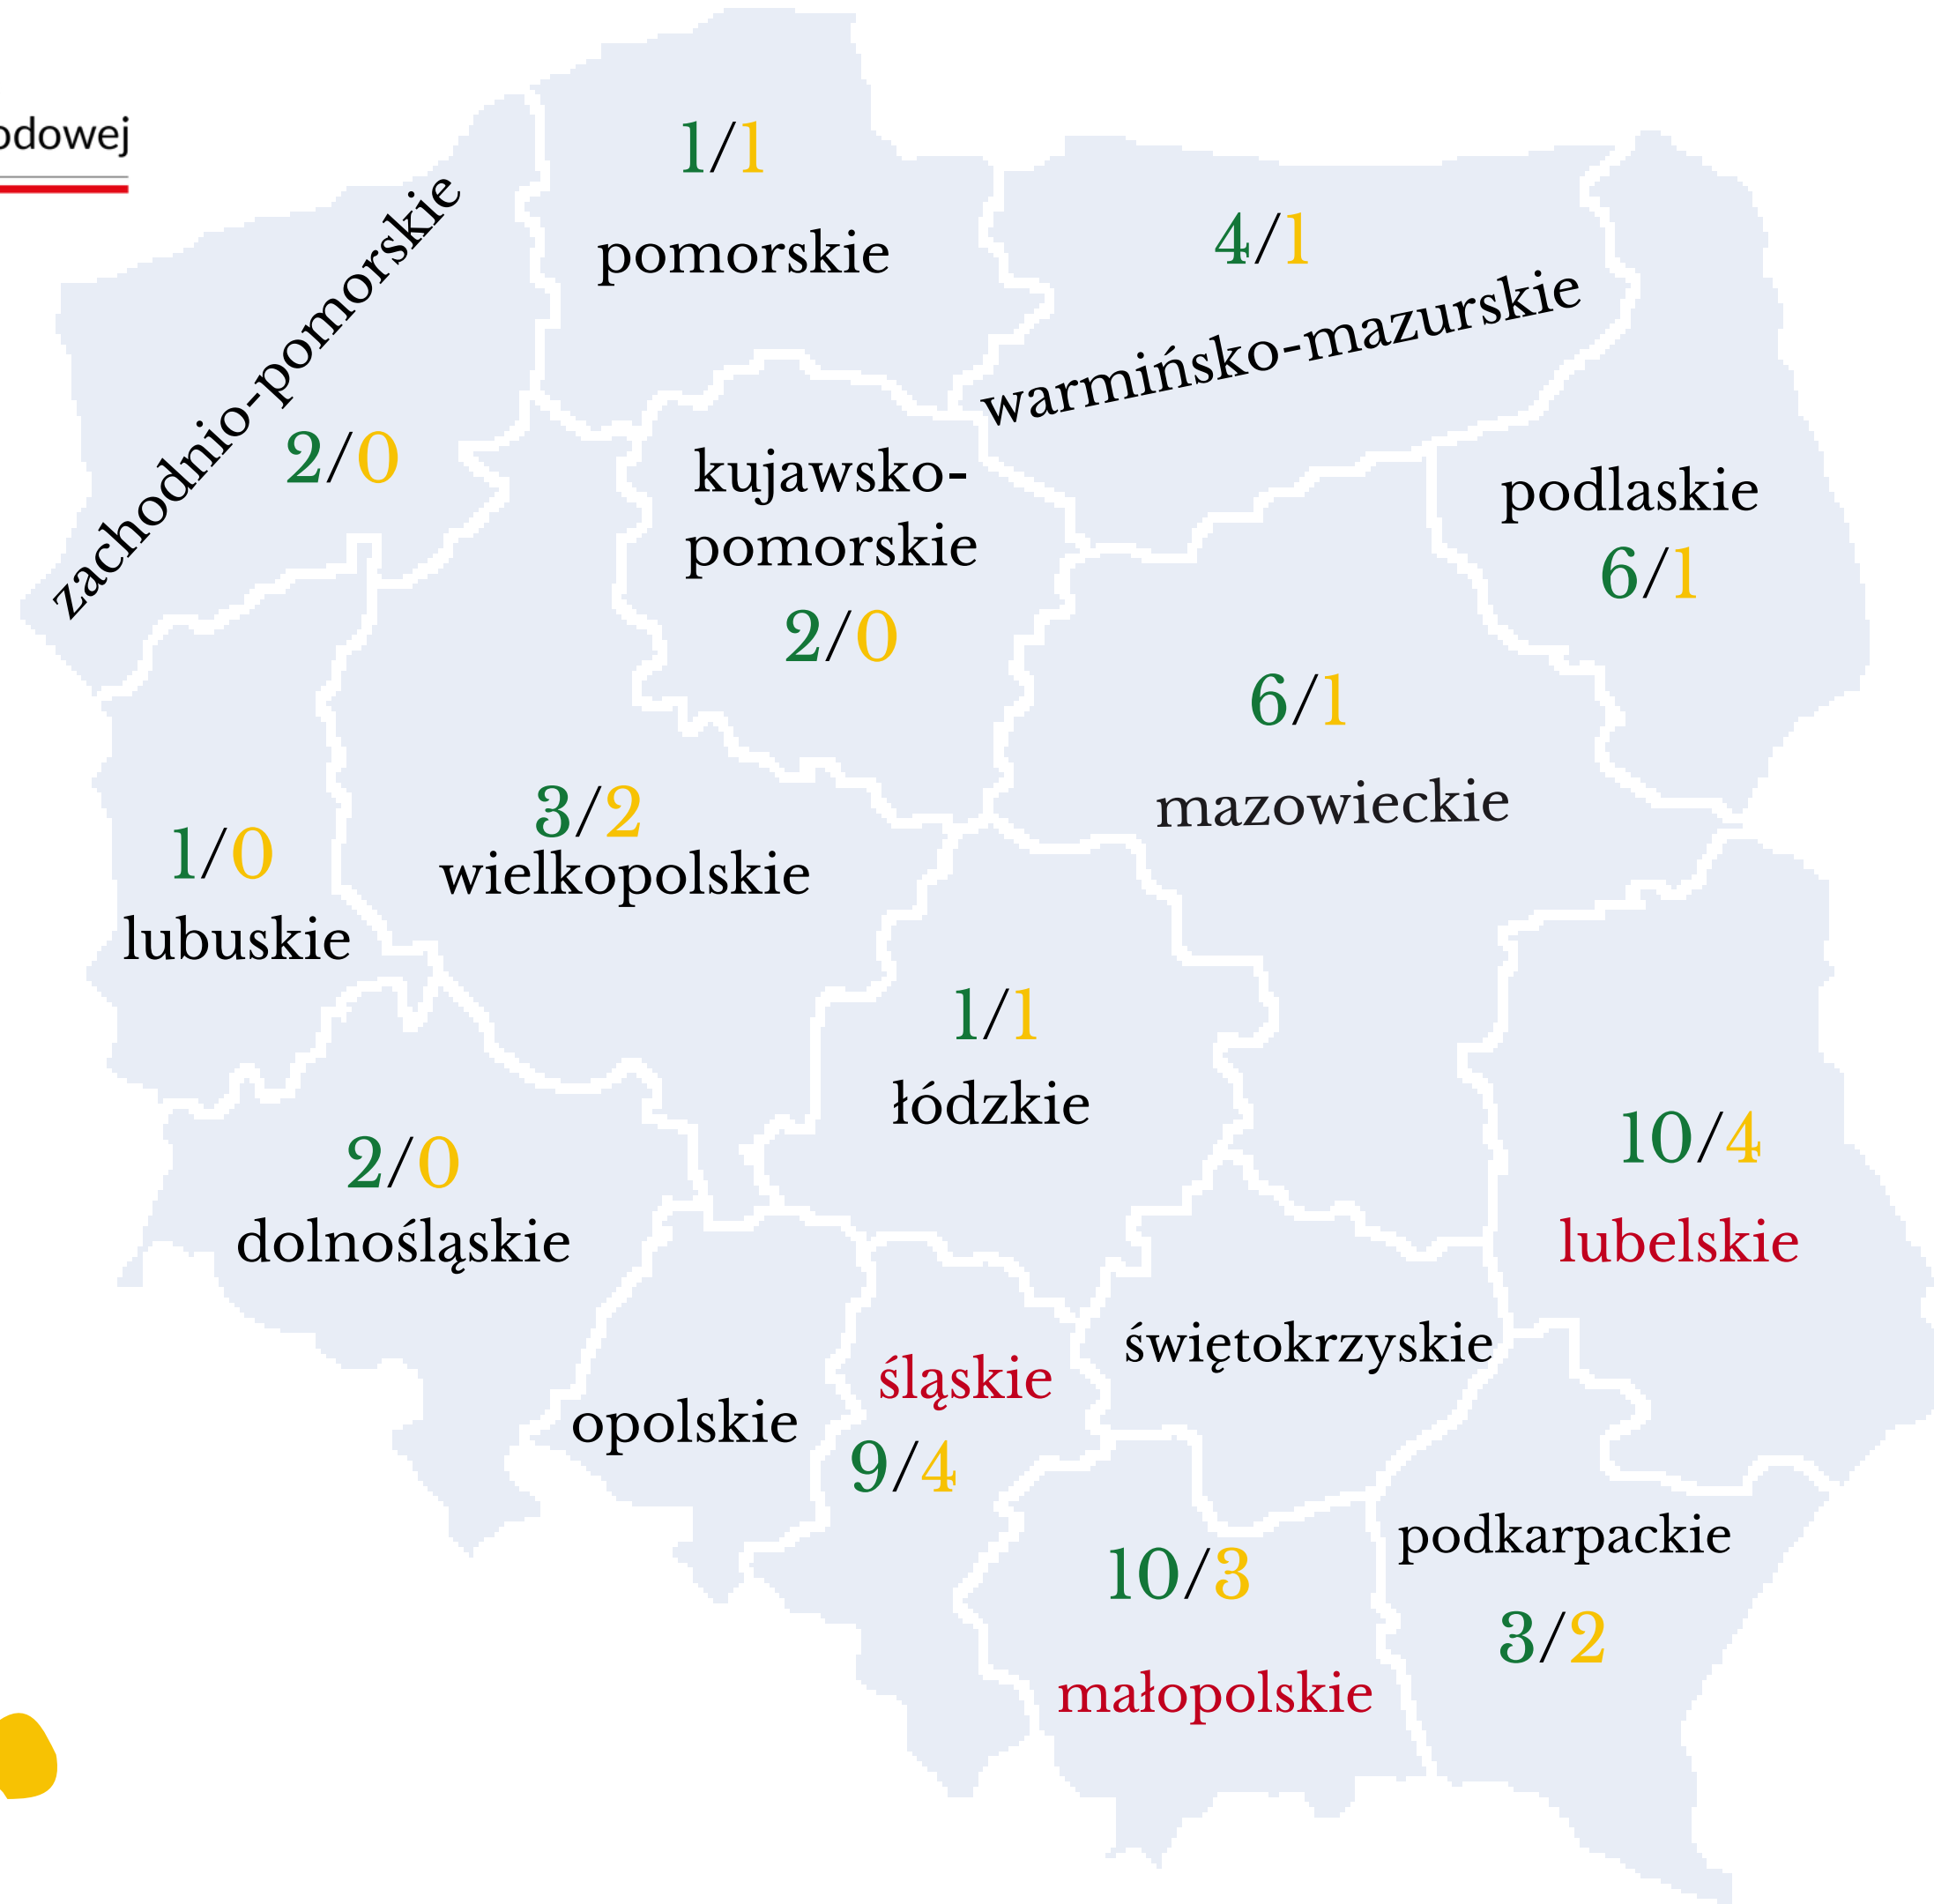 odowej
1/1
pomorskie
4/1
warmińsko-mazurskie
zachodnio-pomorskie
2/0
kujawsko-
pomorskie
2/0
podlaskie
6/1
6/1
mazowieckie
3/2
wielkopolskie
1/0
lubuskie
1/1
łódzkie
10/4
lubelskie
2/0
dolnośląskie
świętokrzyskie
śląskie
9/4
opolskie
podkarpackie
3/2
10/3
małopolskie